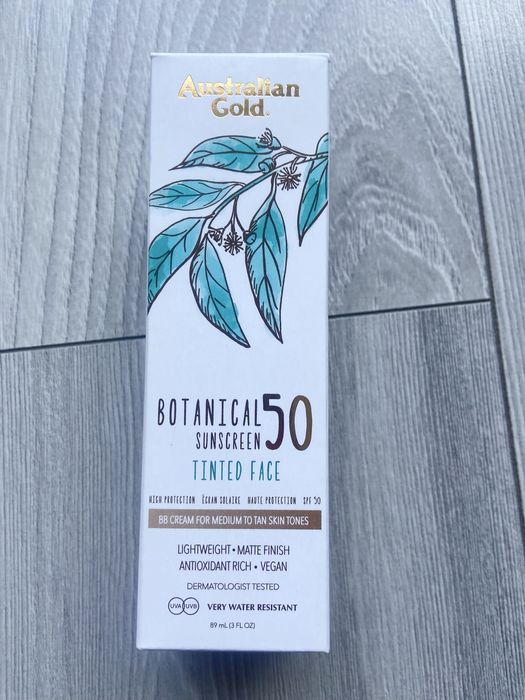 Australian
Gold®
BOTANICAL 50
SUNSCREEN
TINTED FACE
HIGH PROTECTION ÉCRAN SOLAIRE HAUTE PROTECTION SPF 50
BB CREAM FOR MEDIUM TO TAN SKIN TONES
LIGHTWEIGHT • MATTE FINISH
ANTIOXIDANT RICH • VEGAN
DERMATOLOGIST TESTED
UVA UVB VERY WATER RESISTANT
89 mL (3 FL OZ)